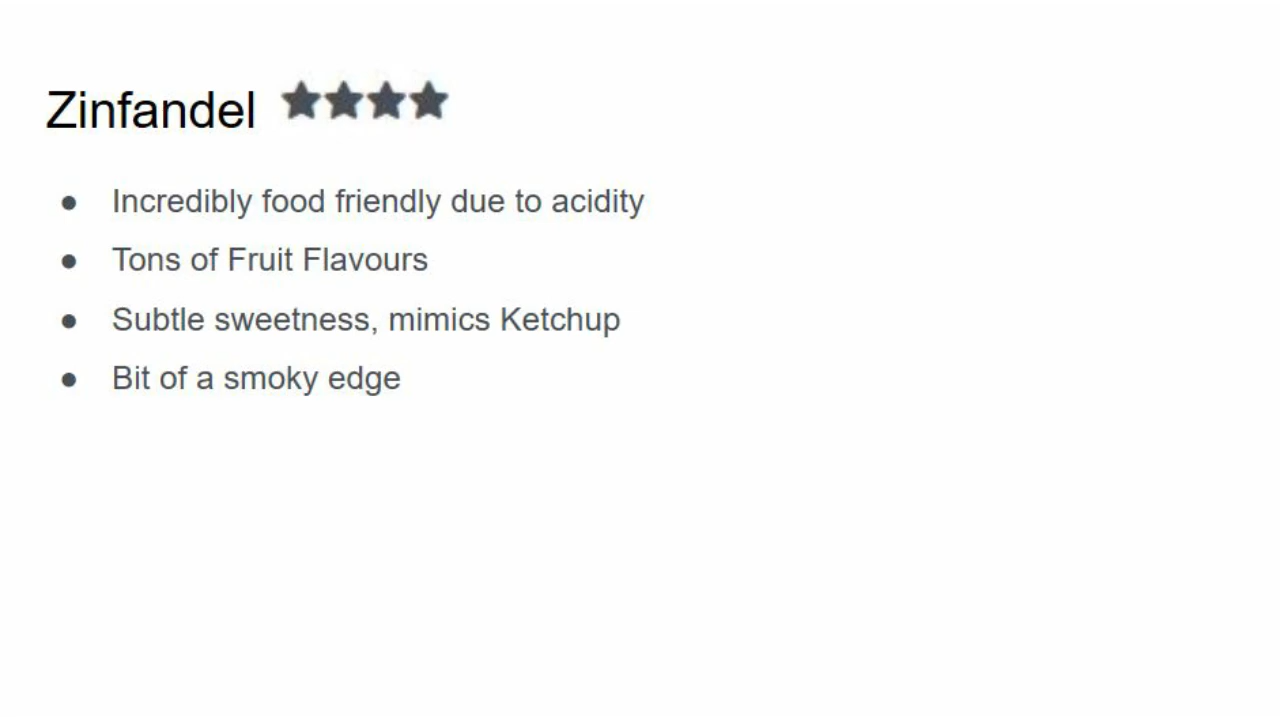 Zinfandel ★★★★
● Incredibly food friendly due to acidity
● Tons of Fruit Flavours
● Subtle sweetness, mimics Ketchup
● Bit of a smoky edge